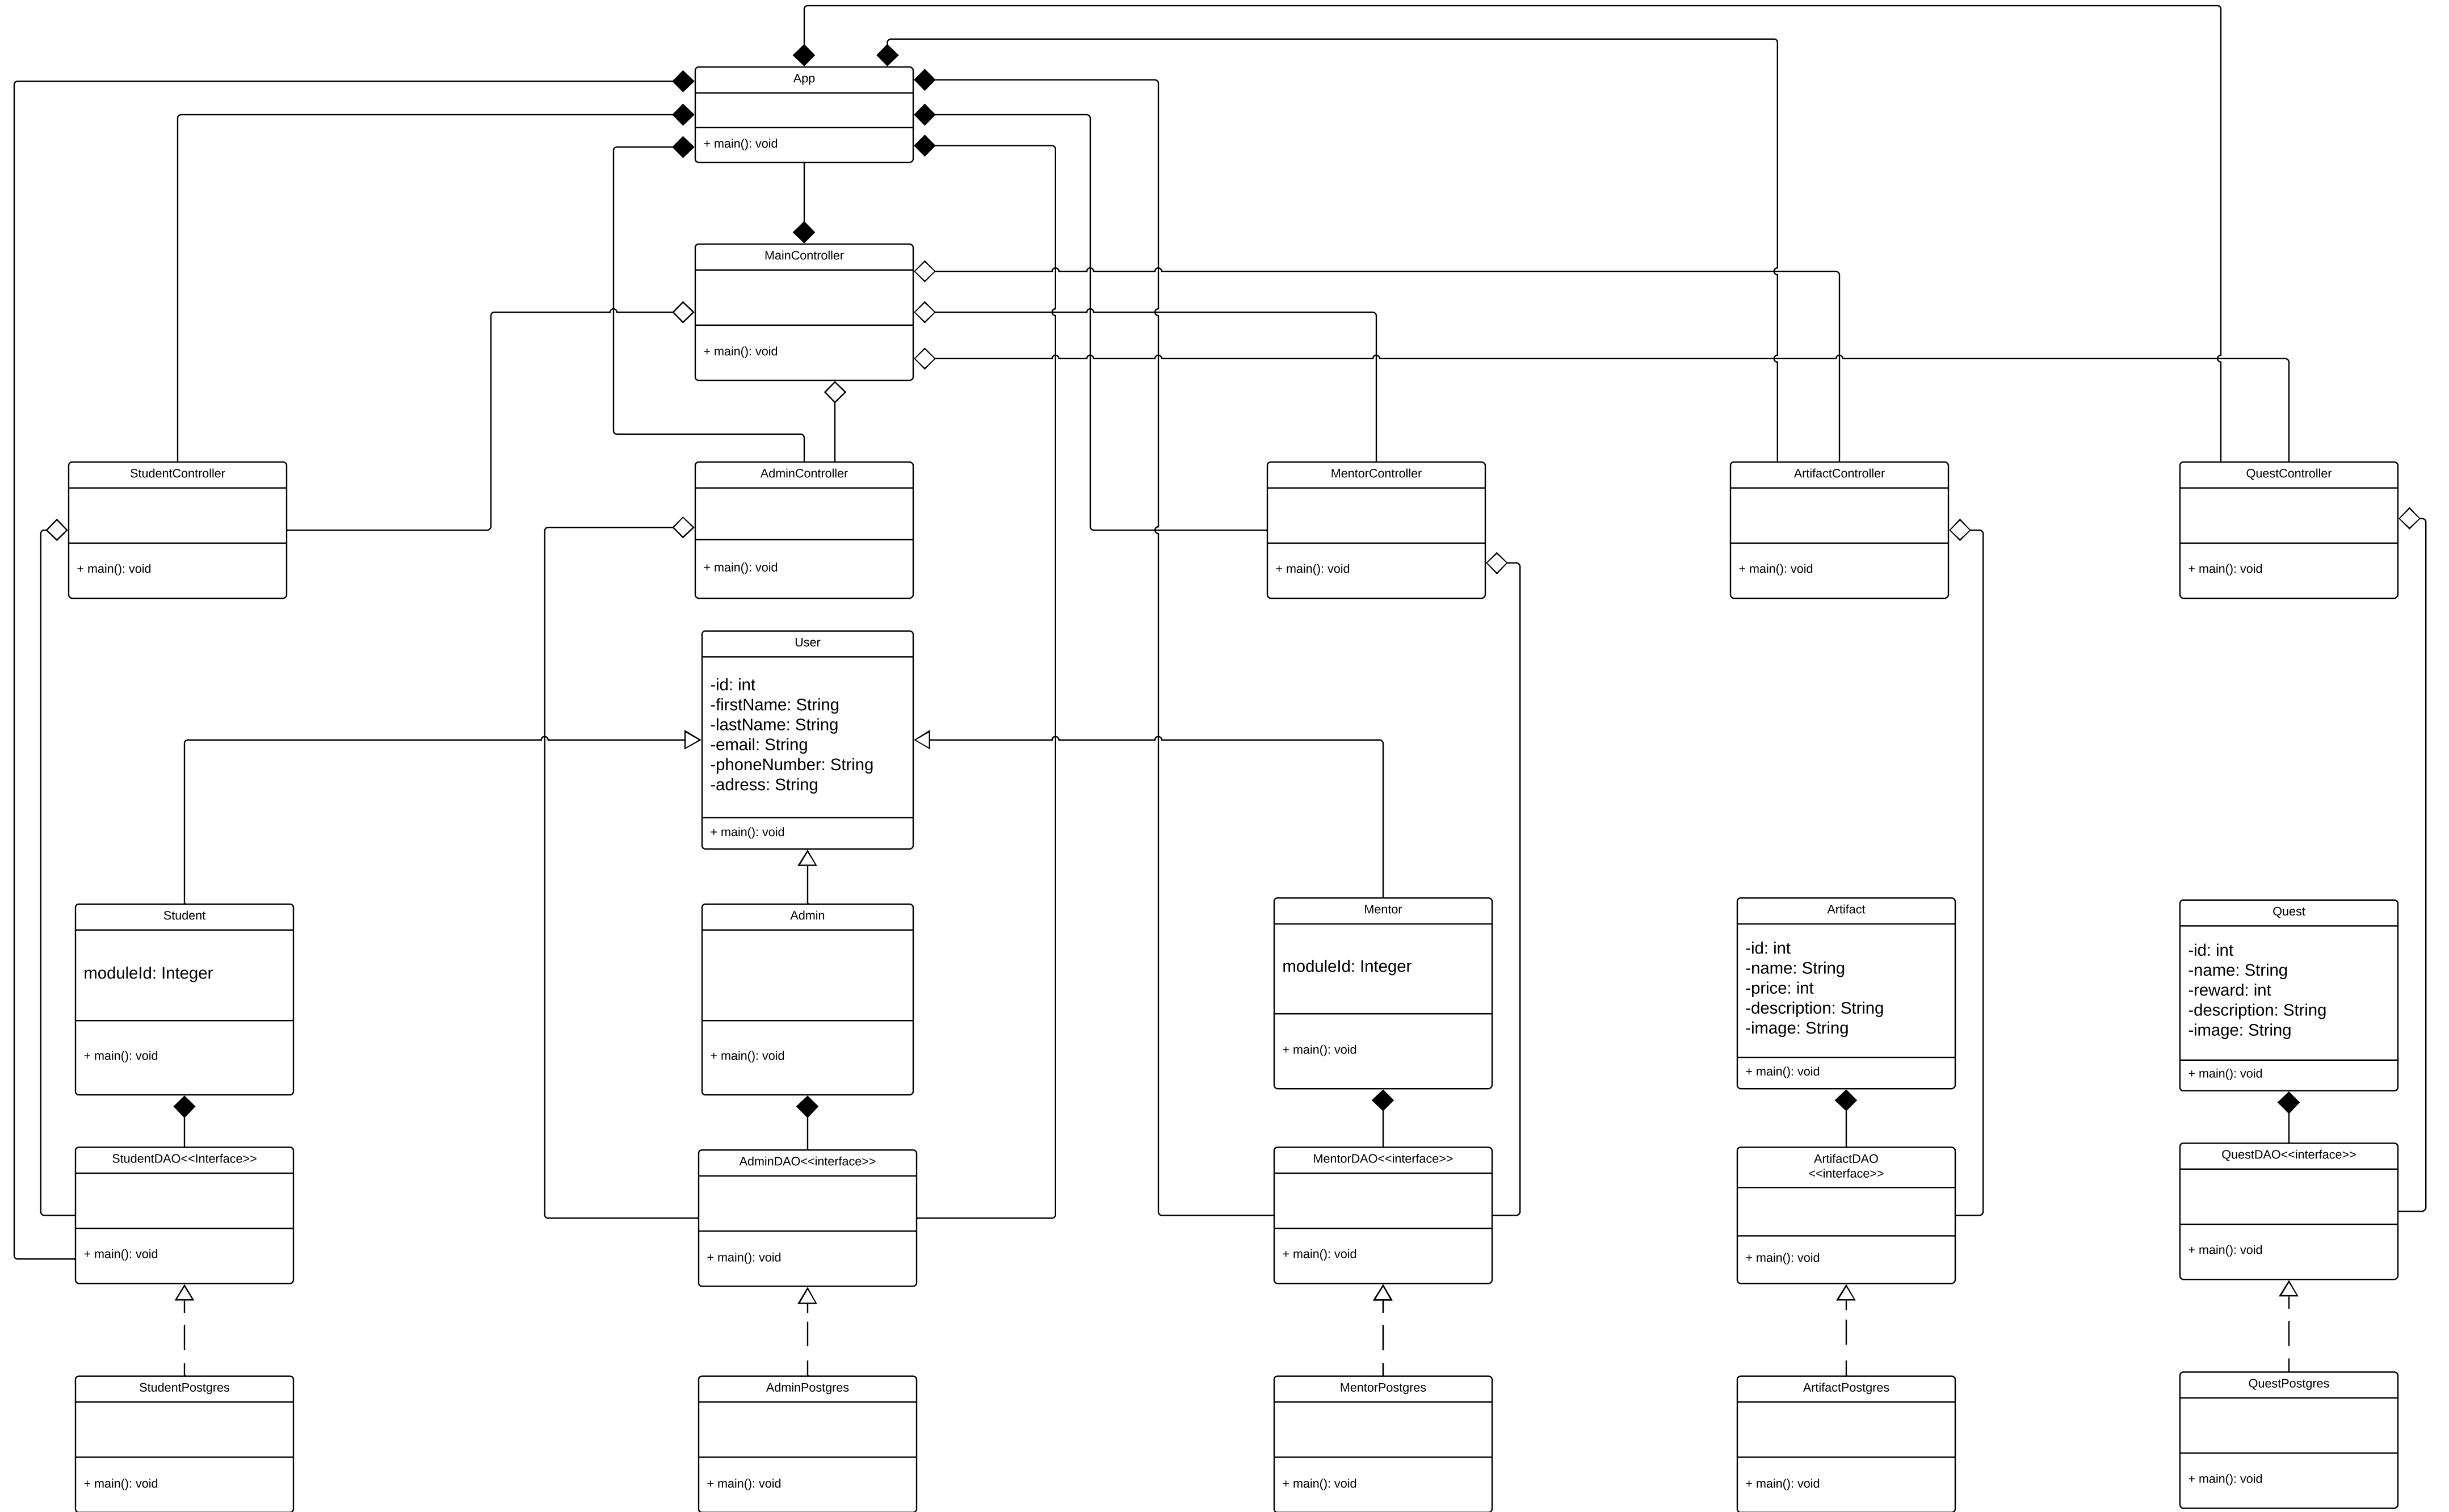 App
+ main(): void
MainController
+ main(): void
StudentController
+ main(): void
AdminController
+ main(): void
MentorController
+ main(): void
ArtifactController
+ main(): void
QuestController
+ main(): void
User
-id: int
-firstName: String
-lastName: String
-email: String
-phoneNumber: String
-adress: String
+ main(): void
Student
moduleId: Integer
+ main(): void
Admin
+ main(): void
Mentor
moduleId: Integer
+ main(): void
Artifact
-id: int
-name: String
-price: int
-description: String
-image: String
+ main(): void
Quest
-id: int
-name: String
-reward: int
-description: String
-image: String
+ main(): void
StudentDAO<<Interface>>
+ main(): void
AdminDAO<<interface>>
+ main(): void
MentorDAO<<interface>>
+ main(): void
ArtifactDAO
<<interface>>
+ main(): void
QuestDAO<<interface>>
+ main(): void
StudentPostgres
+ main(): void
AdminPostgres
+ main(): void
MentorPostgres
+ main(): void
ArtifactPostgres
+ main(): void
QuestPostgres
+ main(): void